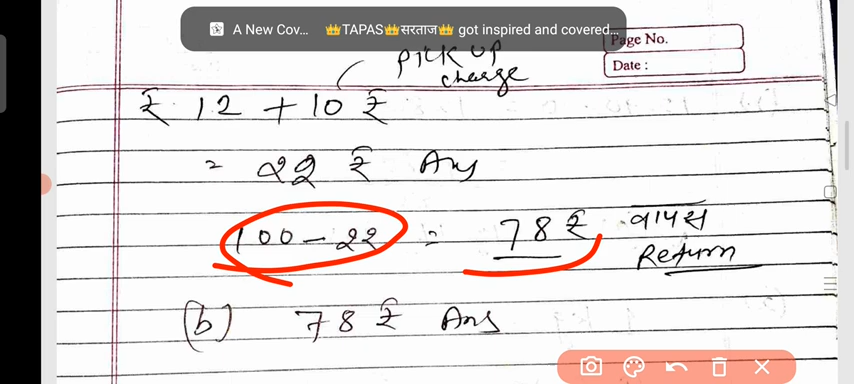 A New Cov... 👑TAPAS👑सरताज👑 got inspired and covered...
Page No.
Date :
Pick up
charge
₹ 12 + 10 ₹
= 22 ₹ Ans
100 - 22 = 78 ₹ वापस
Return
(b) 78 ₹ Ans